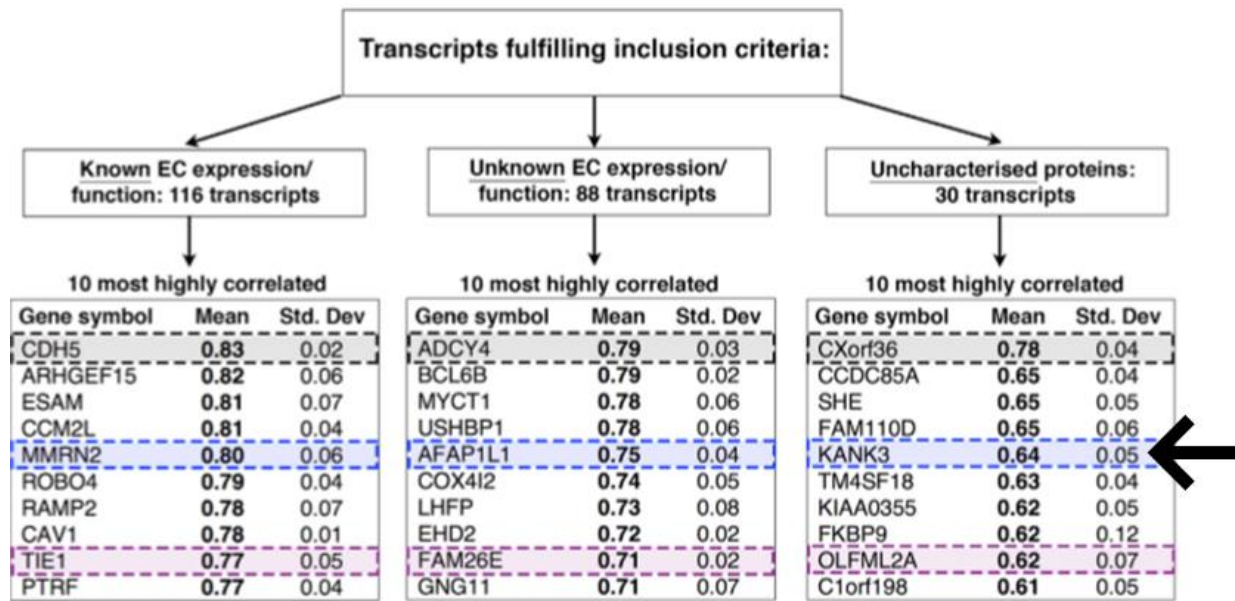 Transcripts fulfilling inclusion criteria:
Known EC expression/
function: 116 transcripts
Unknown EC expression/
function: 88 transcripts
Uncharacterised proteins:
30 transcripts
10 most highly correlated
Gene symbol Mean Std. Dev
CDH5 0.83 0.02
ARHGEF15 0.82 0.06
ESAM 0.81 0.07
CCM2L 0.81 0.04
MMRN2 0.80 0.06
ROBO4 0.79 0.04
RAMP2 0.78 0.07
CAV1 0.78 0.01
TIE1 0.77 0.05
PTRF 0.77 0.04
10 most highly correlated
Gene symbol Mean Std. Dev
ADCY4 0.79 0.03
BCL6B 0.79 0.02
MYCT1 0.78 0.06
USHBP1 0.78 0.06
AFAP1L1 0.75 0.04
COX4I2 0.74 0.05
LHFP 0.73 0.08
EHD2 0.72 0.02
FAM26E 0.71 0.02
GNG11 0.71 0.07
10 most highly correlated
Gene symbol Mean Std. Dev
CXorf36 0.78 0.04
CCDC85A 0.65 0.04
SHE 0.65 0.05
FAM110D 0.65 0.06
KANK3 0.64 0.05
TM4SF18 0.63 0.04
KIAA0355 0.62 0.05
FKBP9 0.62 0.12
OLFML2A 0.62 0.07
C1orf198 0.61 0.05